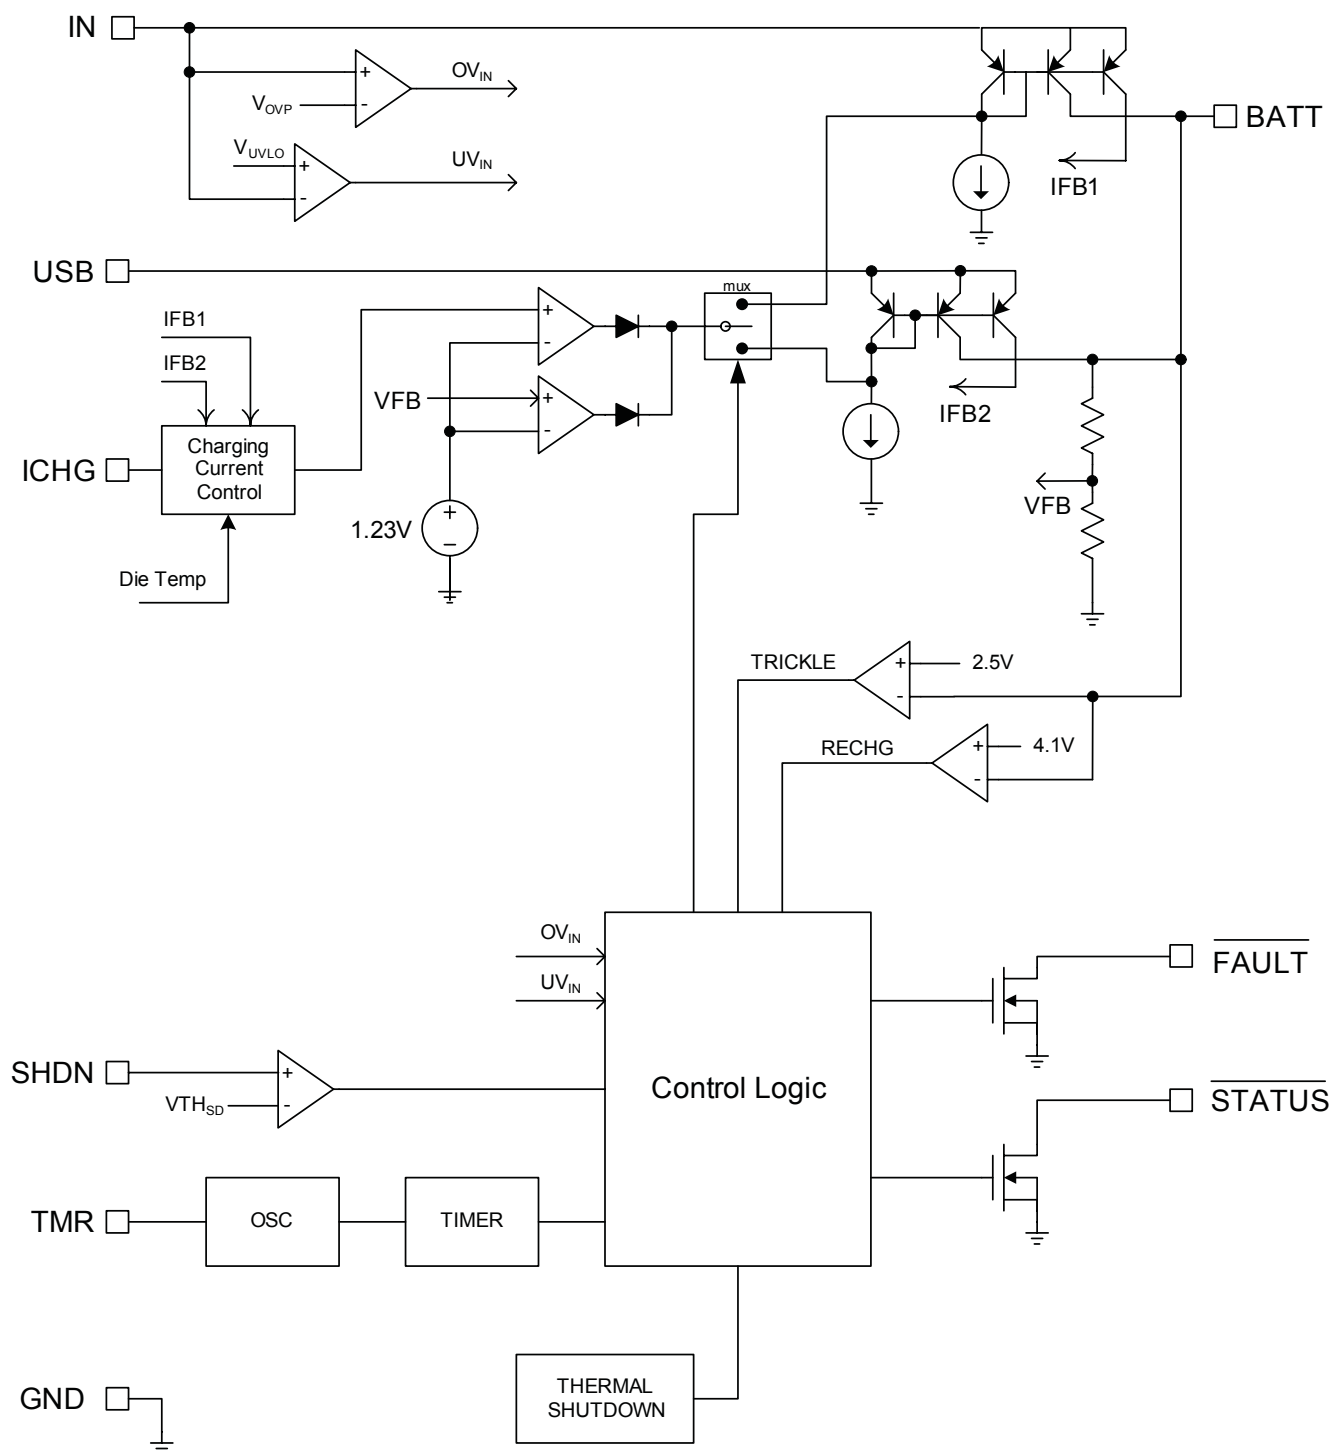 IN
+
OV_IN
V_OVP
-
BATT
V_UVLO
+
UV_IN
-
IFB1
USB
mux
IFB1
+
IFB2
-
VFB
+
IFB2
-
Charging
Current
Control
ICHG
VFB
+
1.23V
−
Die Temp
TRICKLE
+
2.5V
-
RECHG
+
4.1V
-
OV_IN
FAULT
UV_IN
SHDN
+
VTH_SD
-
Control Logic
STATUS
TMR
OSC
TIMER
GND
THERMAL
SHUTDOWN